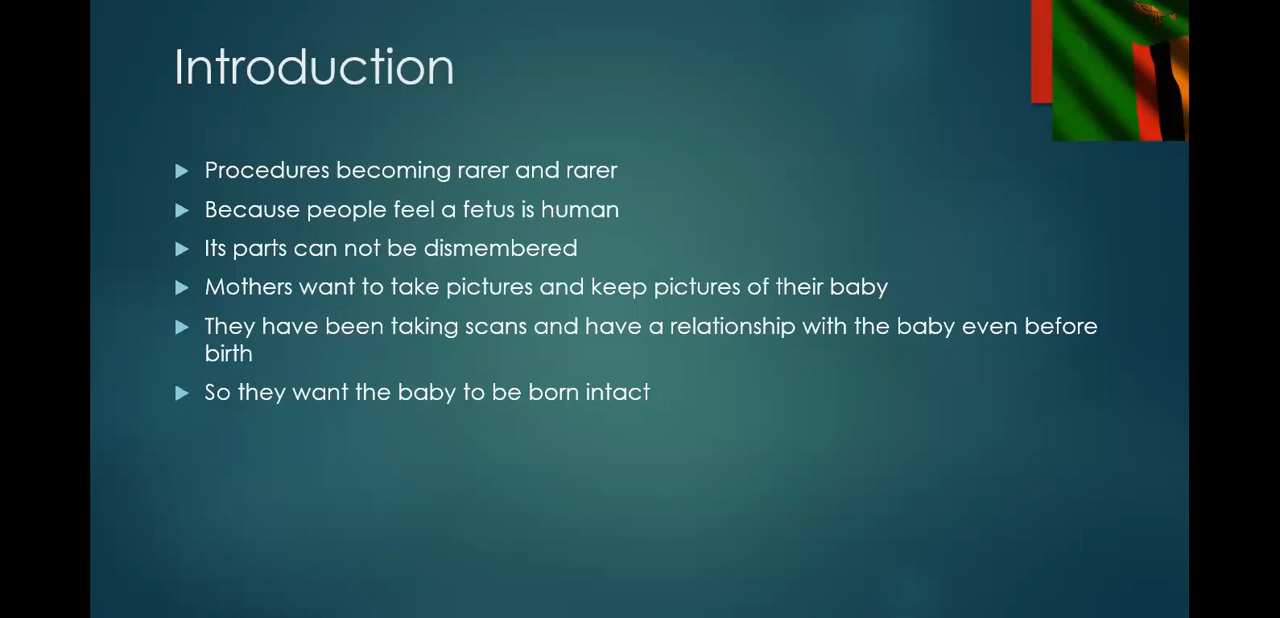 Introduction
Procedures becoming rarer and rarer
Because people feel a fetus is human
Its parts can not be dismembered
Mothers want to take pictures and keep pictures of their baby
They have been taking scans and have a relationship with the baby even before
birth
So they want the baby to be born intact